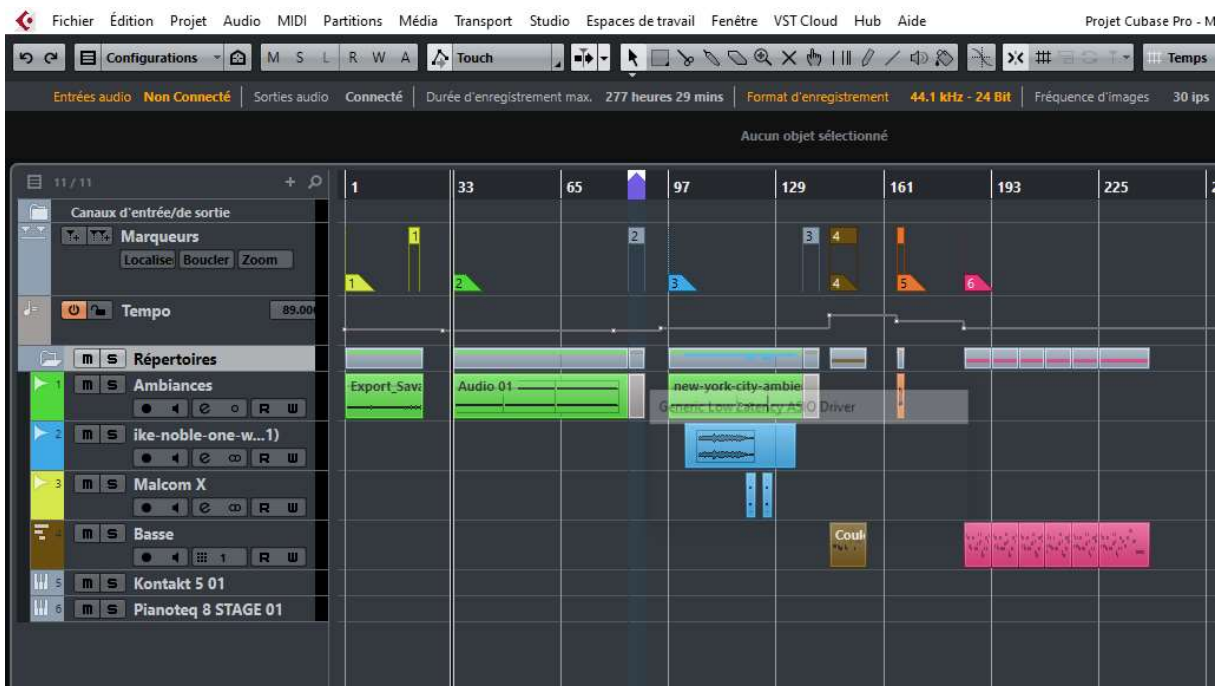 Fichier Édition Projet Audio MIDI Partitions Média Transport Studio Espaces de travail Fenêtre VST Cloud Hub Aide Projet Cubase Pro - M
Configurations M S L R W A Touch Temps
Entrées audio Non Connecté Sorties audio Connecté Durée d'enregistrement max. 277 heures 29 mins Format d'enregistrement 44.1 kHz - 24 Bit Fréquence d'images 30 ips
Aucun objet sélectionné
11 / 11 + 1 33 65 97 129 161 193 225
Canaux d'entrée/de sortie
Marqueurs 1 2 3 4
Localise Boucler Zoom
1 2 3 4 5 6
Tempo 89.00
m S Répertoires
1 m S Ambiances Export_Sava Audio 01 new-york-city-ambie
R W Generic Low Latency ASIO Driver
2 m S ike-noble-one-w...1)
R W
3 m S Malcom X
R W
4 m S Basse Coul
1 R W
5 m S Kontakt 5 01
6 m S Pianoteq 8 STAGE 01